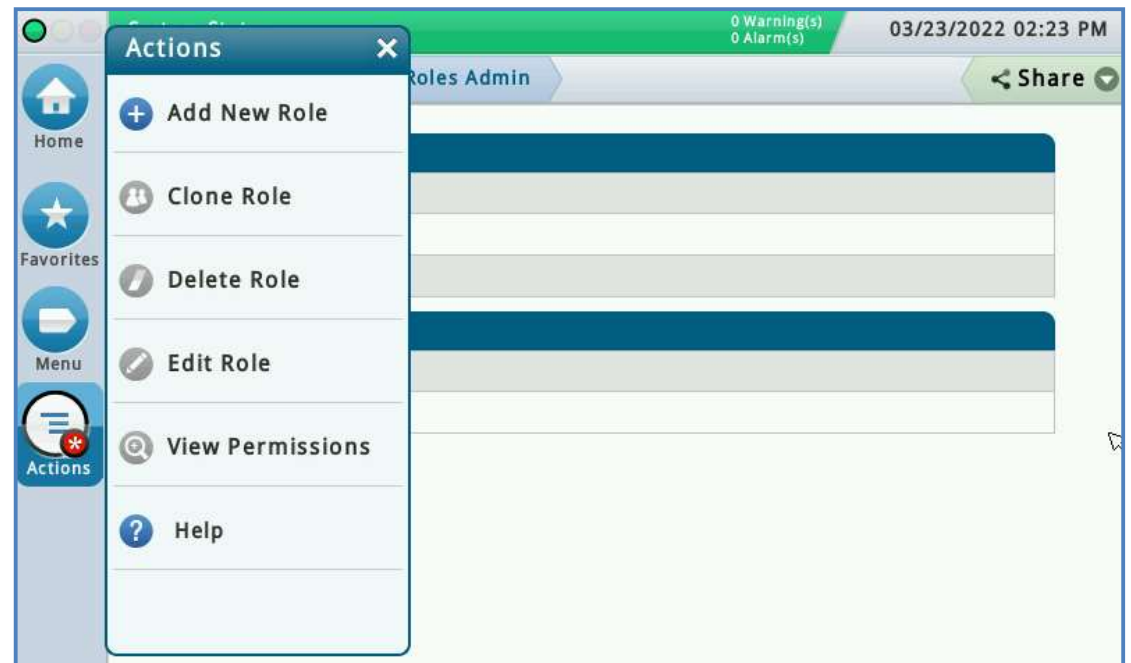 0 Warning(s)
0 Alarm(s)
03/23/2022 02:23 PM
Actions
Roles Admin
Share
Home
Favorites
Menu
Actions
Add New Role
Clone Role
Delete Role
Edit Role
View Permissions
Help